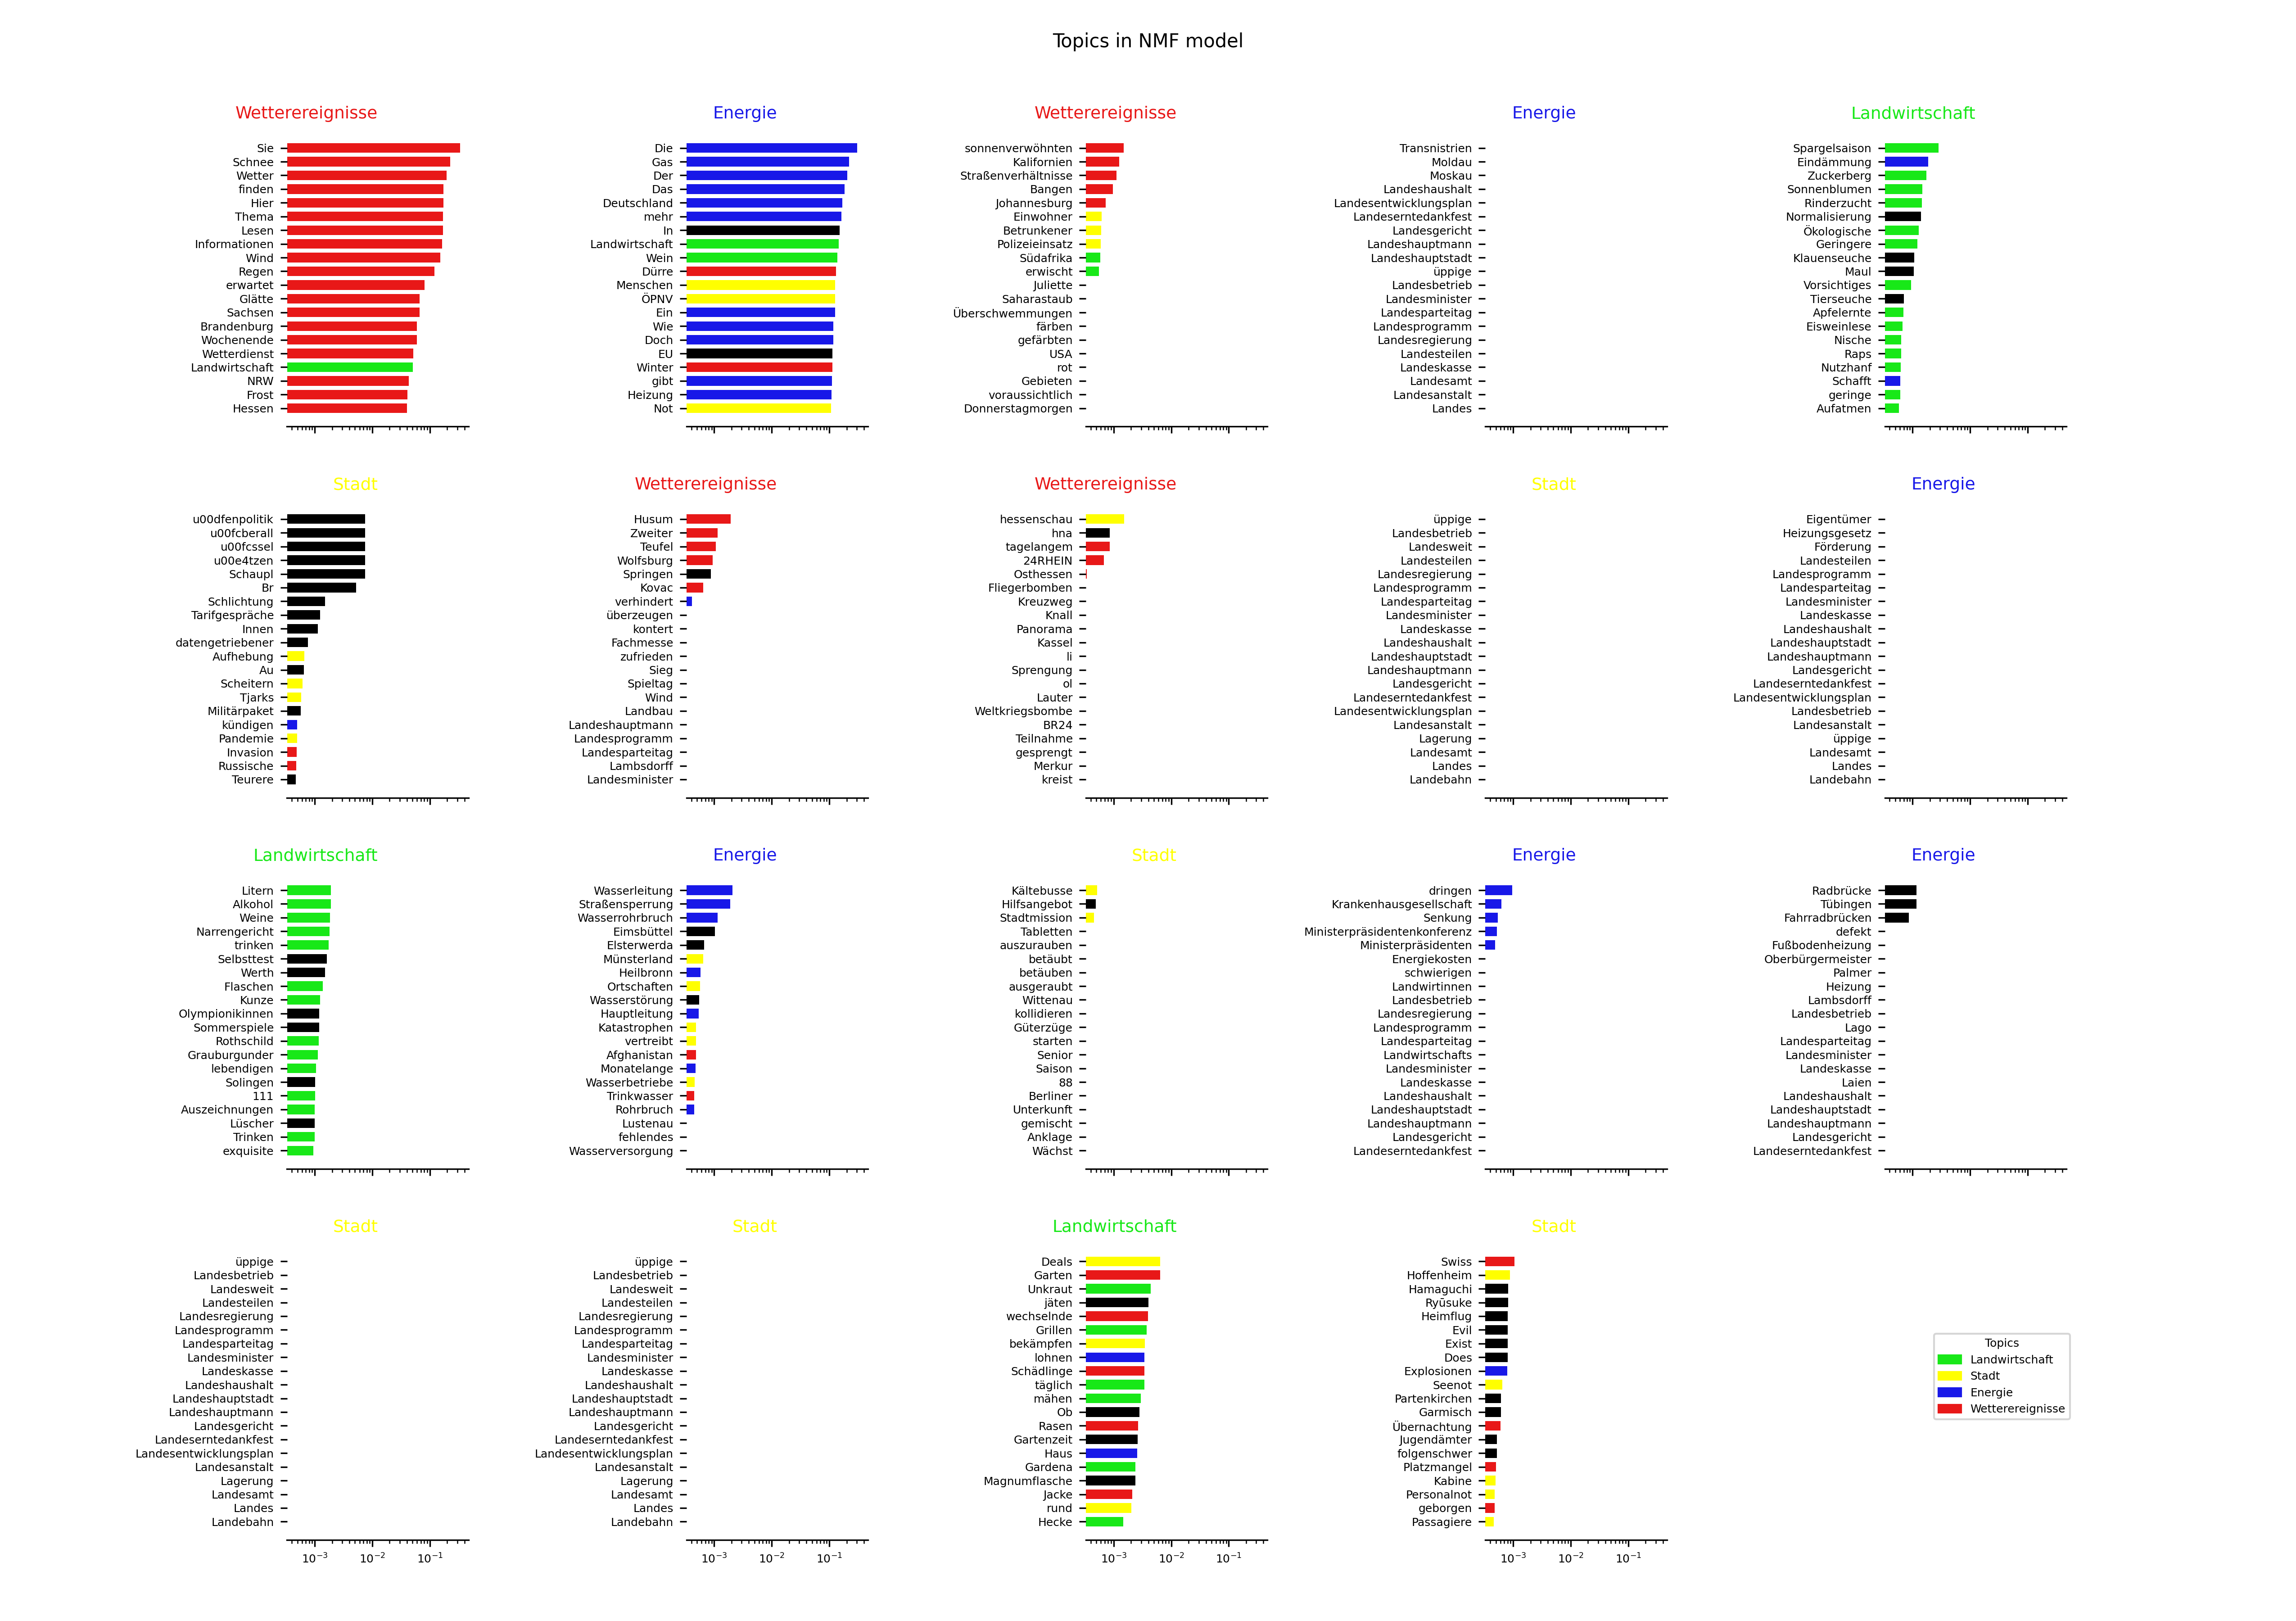 Topics in NMF model
Wetterereignisse
Sie
Schnee
Wetter
finden
Hier
Thema
Lesen
Informationen
Wind
Regen
erwartet
Glätte
Sachsen
Brandenburg
Wochenende
Wetterdienst
Landwirtschaft
NRW
Frost
Hessen
Energie
Die
Gas
Der
Das
Deutschland
mehr
In
Landwirtschaft
Wein
Dürre
Menschen
ÖPNV
Ein
Wie
Doch
EU
Winter
gibt
Heizung
Not
Wetterereignisse
sonnenverwöhnten
Kalifornien
Straßenverhältnisse
Bangen
Johannesburg
Einwohner
Betrunkener
Polizeieinsatz
Südafrika
erwischt
Juliette
Saharastaub
Überschwemmungen
färben
gefärbten
USA
rot
Gebieten
voraussichtlich
Donnerstagmorgen
Energie
Transnistrien
Moldau
Moskau
Landeshaushalt
Landesentwicklungsplan
Landeserntedankfest
Landesgericht
Landeshauptmann
Landeshauptstadt
üppige
Landesbetrieb
Landesminister
Landesparteitag
Landesprogramm
Landesregierung
Landesteilen
Landeskasse
Landesamt
Landesanstalt
Landes
Landwirtschaft
Spargelsaison
Eindämmung
Zuckerberg
Sonnenblumen
Rinderzucht
Normalisierung
Ökologische
Geringere
Klauenseuche
Maul
Vorsichtiges
Tierseuche
Apfelernte
Eisweinlese
Nische
Raps
Nutzhanf
Schafft
geringe
Aufatmen
Stadt
u00dfenpolitik
u00fcberall
u00fcssel
u00e4tzen
Schaupl
Br
Schlichtung
Tarifgespräche
Innen
datengetriebener
Aufhebung
Au
Scheitern
Tjarks
Militärpaket
kündigen
Pandemie
Invasion
Russische
Teurere
Wetterereignisse
Husum
Zweiter
Teufel
Wolfsburg
Springen
Kovac
verhindert
überzeugen
kontert
Fachmesse
zufrieden
Sieg
Spieltag
Wind
Landbau
Landeshauptmann
Landesprogramm
Landesparteitag
Lambsdorff
Landesminister
Wetterereignisse
hessenschau
hna
tagelangem
24RHEIN
Osthessen
Fliegerbomben
Kreuzweg
Knall
Panorama
Kassel
li
Sprengung
ol
Lauter
Weltkriegsbombe
BR24
Teilnahme
gesprengt
Merkur
kreist
Stadt
üppige
Landesbetrieb
Landesweit
Landesteilen
Landesregierung
Landesprogramm
Landesparteitag
Landesminister
Landeskasse
Landeshaushalt
Landeshauptstadt
Landeshauptmann
Landesgericht
Landeserntedankfest
Landesentwicklungsplan
Landesanstalt
Lagerung
Landesamt
Landes
Landebahn
Energie
Eigentümer
Heizungsgesetz
Förderung
Landesteilen
Landesprogramm
Landesparteitag
Landesminister
Landeskasse
Landeshaushalt
Landeshauptstadt
Landeshauptmann
Landesgericht
Landeserntedankfest
Landesentwicklungsplan
Landesbetrieb
Landesanstalt
üppige
Landesamt
Landes
Landebahn
Landwirtschaft
Litern
Alkohol
Weine
Narrengericht
trinken
Selbsttest
Werth
Flaschen
Kunze
Olympionikinnen
Sommerspiele
Rothschild
Grauburgunder
lebendigen
Solingen
111
Auszeichnungen
Lüscher
Trinken
exquisite
Energie
Wasserleitung
Straßensperrung
Wasserrohrbruch
Eimsbüttel
Elsterwerda
Münsterland
Heilbronn
Ortschaften
Wasserstörung
Hauptleitung
Katastrophen
vertreibt
Afghanistan
Monatelange
Wasserbetriebe
Trinkwasser
Rohrbruch
Lustenau
fehlendes
Wasserversorgung
Stadt
Kältebusse
Hilfsangebot
Stadtmission
Tabletten
auszurauben
betäubt
betäuben
ausgeraubt
Wittenau
kollidieren
Güterzüge
starten
Senior
Saison
88
Berliner
Unterkunft
gemischt
Anklage
Wächst
Energie
dringen
Krankenhausgesellschaft
Senkung
Ministerpräsidentenkonferenz
Ministerpräsidenten
Energiekosten
schwierigen
Landwirtinnen
Landesbetrieb
Landesregierung
Landesprogramm
Landesparteitag
Landwirtschafts
Landesminister
Landeskasse
Landeshaushalt
Landeshauptstadt
Landeshauptmann
Landesgericht
Landeserntedankfest
Energie
Radbrücke
Tübingen
Fahrradbrücken
defekt
Fußbodenheizung
Oberbürgermeister
Palmer
Heizung
Lambsdorff
Landesbetrieb
Lago
Landesparteitag
Landesminister
Landeskasse
Laien
Landeshaushalt
Landeshauptstadt
Landeshauptmann
Landesgericht
Landeserntedankfest
Stadt
üppige
Landesbetrieb
Landesweit
Landesteilen
Landesregierung
Landesprogramm
Landesparteitag
Landesminister
Landeskasse
Landeshaushalt
Landeshauptstadt
Landeshauptmann
Landesgericht
Landeserntedankfest
Landesentwicklungsplan
Landesanstalt
Lagerung
Landesamt
Landes
Landebahn
10⁻³ 10⁻² 10⁻¹
Stadt
üppige
Landesbetrieb
Landesweit
Landesteilen
Landesregierung
Landesprogramm
Landesparteitag
Landesminister
Landeskasse
Landeshaushalt
Landeshauptstadt
Landeshauptmann
Landesgericht
Landeserntedankfest
Landesentwicklungsplan
Landesanstalt
Lagerung
Landesamt
Landes
Landebahn
10⁻³ 10⁻² 10⁻¹
Landwirtschaft
Deals
Garten
Unkraut
jäten
wechselnde
Grillen
bekämpfen
lohnen
Schädlinge
täglich
mähen
Ob
Rasen
Gartenzeit
Haus
Gardena
Magnumflasche
Jacke
rund
Hecke
10⁻³ 10⁻² 10⁻¹
Stadt
Swiss
Hoffenheim
Hamaguchi
Ryūsuke
Heimflug
Evil
Exist
Does
Explosionen
Seenot
Partenkirchen
Garmisch
Übernachtung
Jugendämter
folgenschwer
Platzmangel
Kabine
Personalnot
geborgen
Passagiere
10⁻³ 10⁻² 10⁻¹
Topics
Landwirtschaft
Stadt
Energie
Wetterereignisse